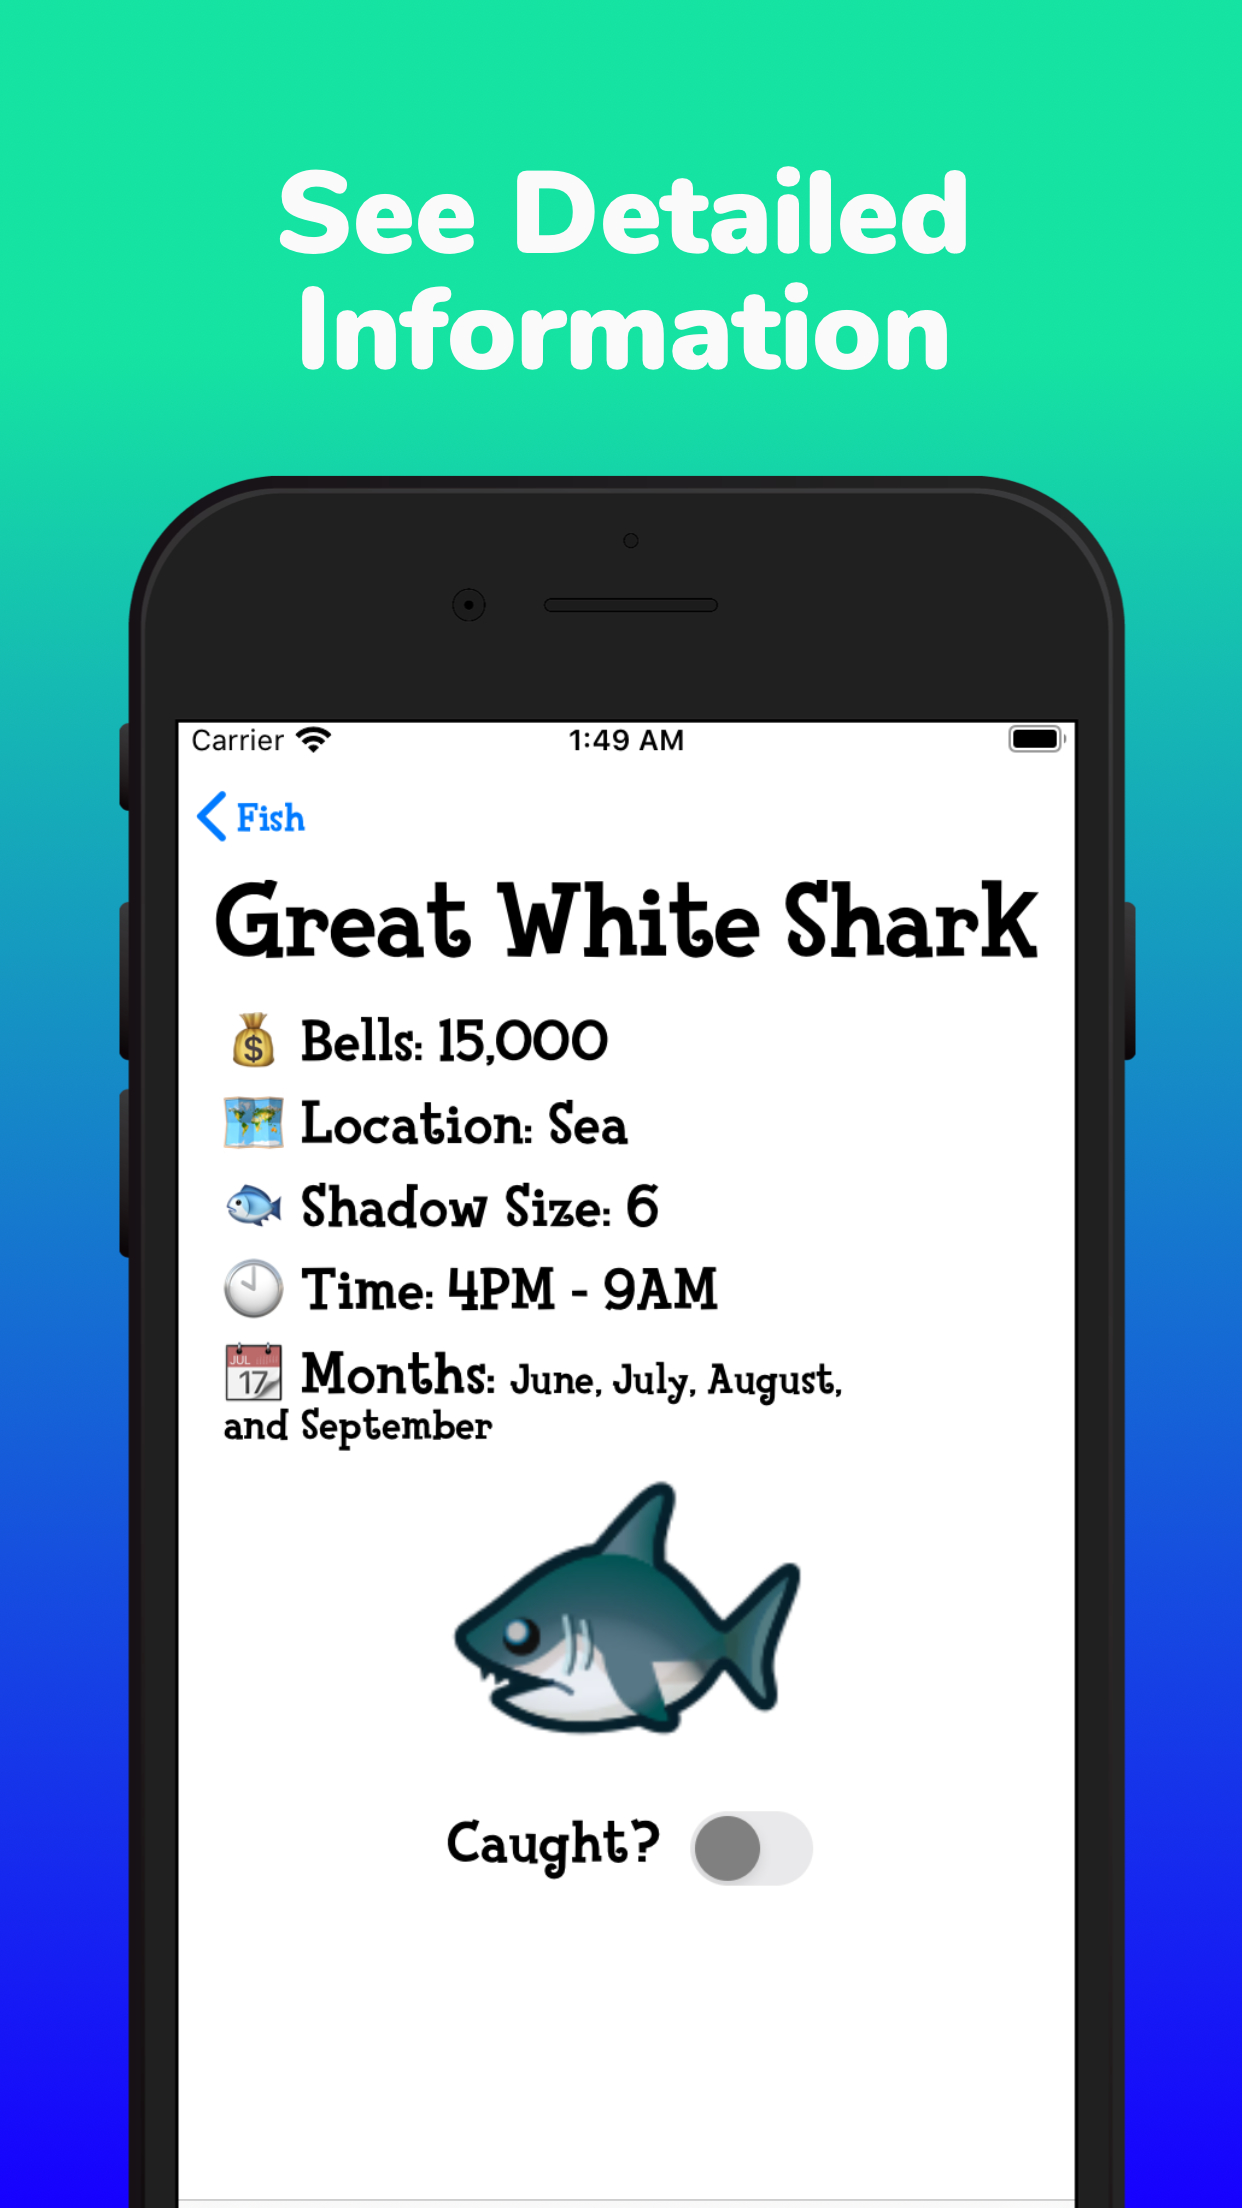 See Detailed
Information
Carrier 1:49 AM
Fish
Great White Shark
$ Bells: 15,000
Location: Sea
Shadow Size: 6
Time: 4PM - 9AM
JUL 17 Months: June, July, August,
and September
Caught?